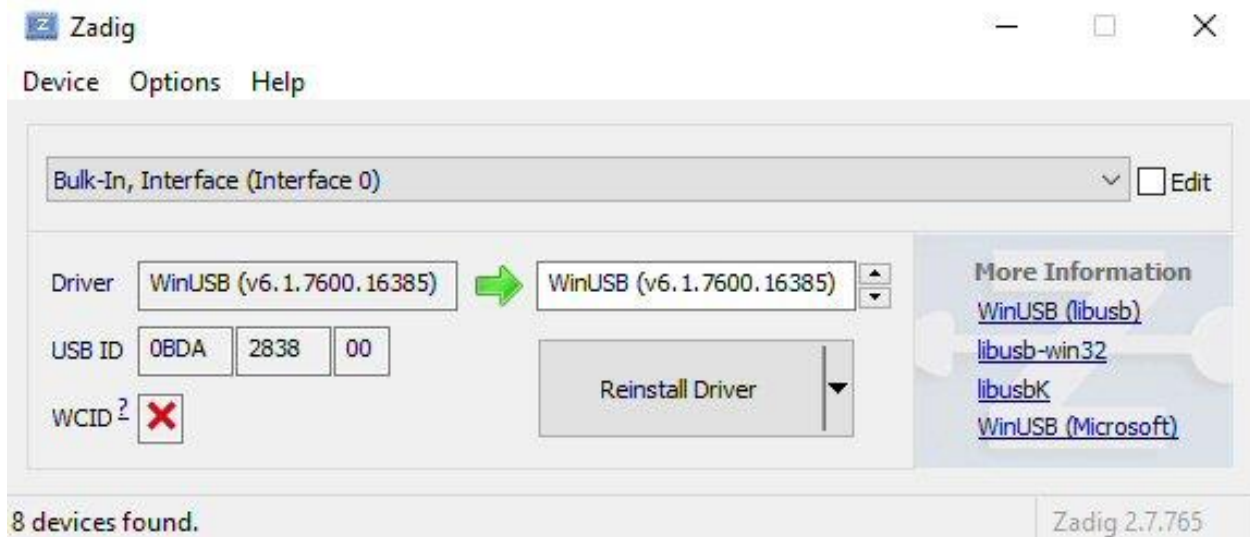 Zadig
Device Options Help
Bulk-In, Interface (Interface 0)
Edit
Driver WinUSB (v6.1.7600.16385) WinUSB (v6.1.7600.16385)
USB ID 0BDA 2838 00
WCID ?
Reinstall Driver
More Information
WinUSB (libusb)
libusb-win32
libusbK
WinUSB (Microsoft)
8 devices found.
Zadig 2.7.765